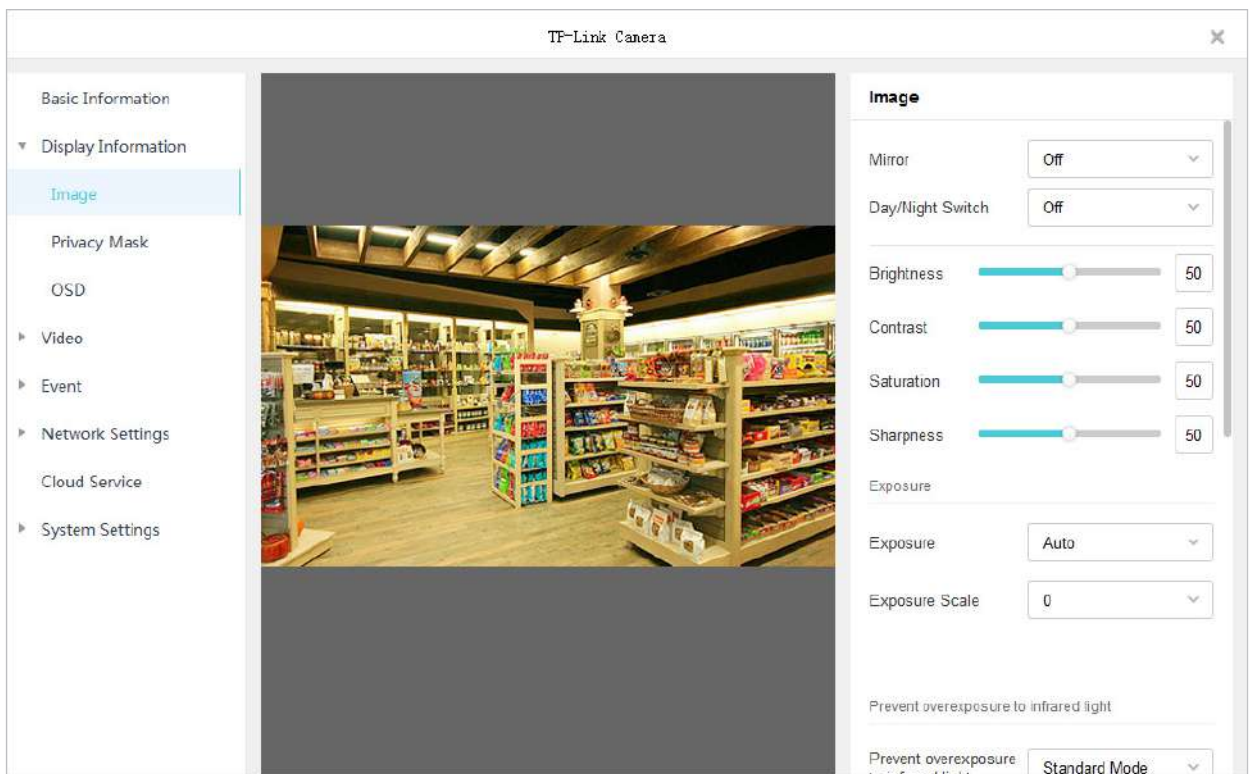 TP-Link Camera
Basic Information
Display Information
Image
Privacy Mask
OSD
Video
Event
Network Settings
Cloud Service
System Settings
Image
Mirror Off
Day/Night Switch Off
Brightness 50
Contrast 50
Saturation 50
Sharpness 50
Exposure
Exposure Auto
Exposure Scale 0
Prevent overexposure to infrared light
Prevent overexposure
Standard Mode